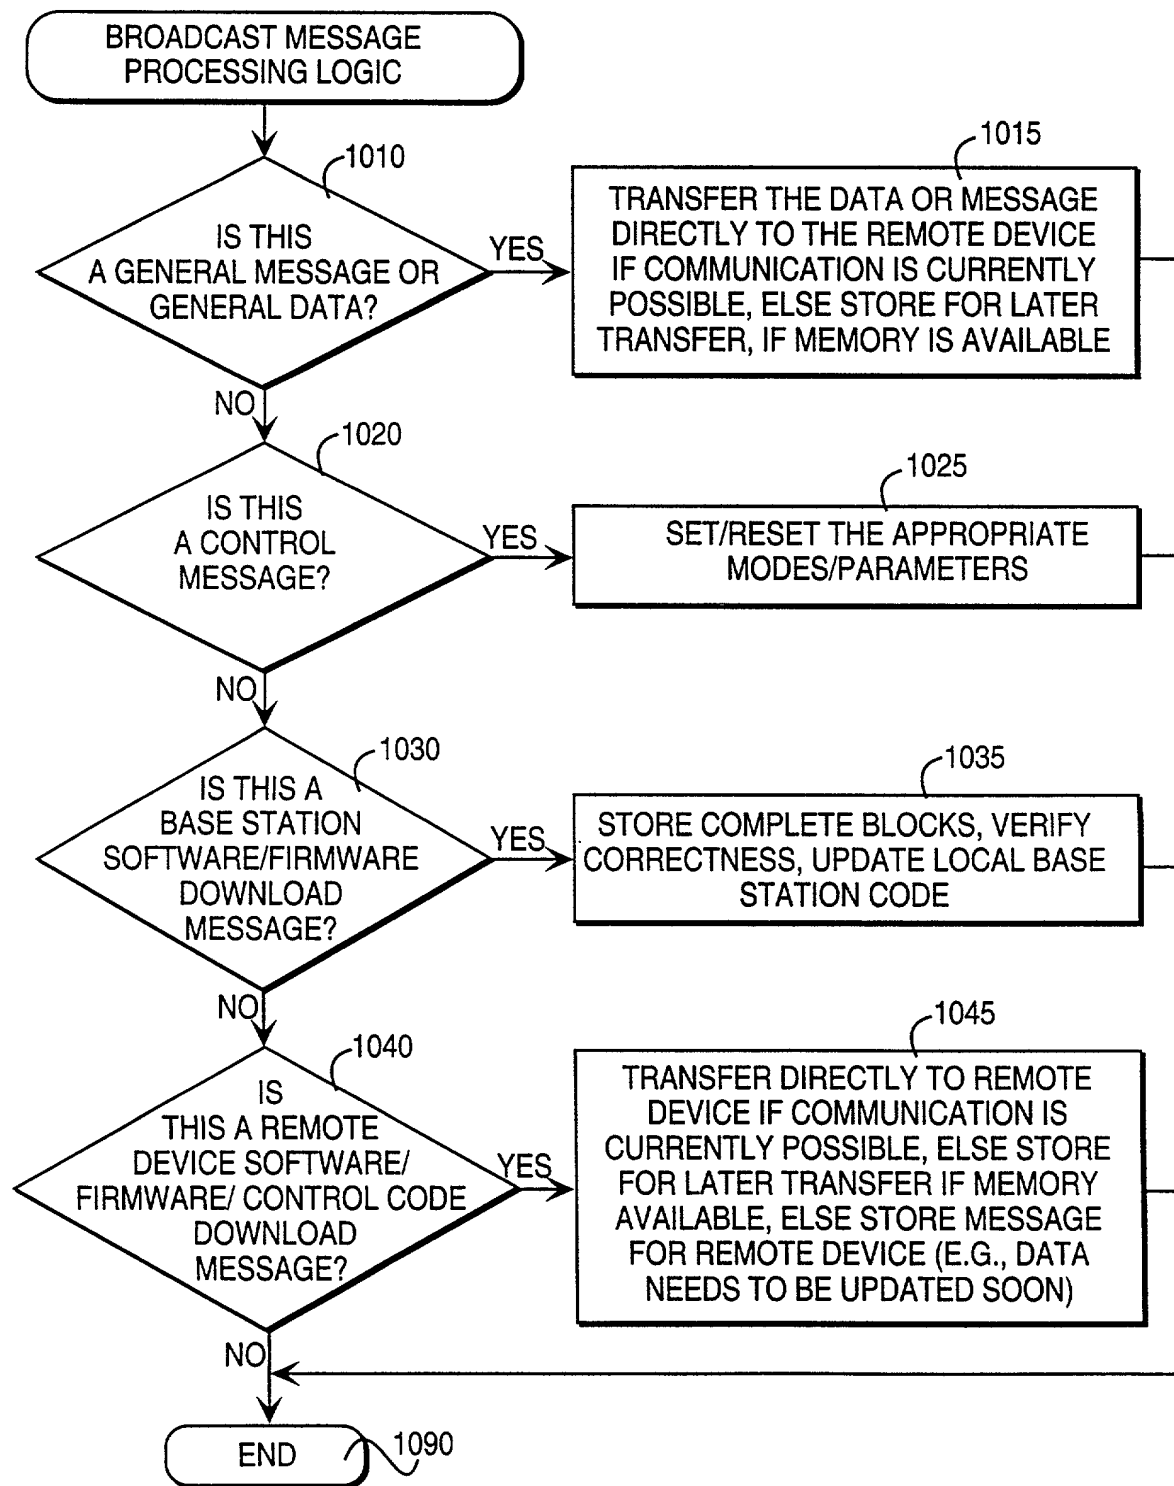 BROADCAST MESSAGE
PROCESSING LOGIC
1010
IS THIS
A GENERAL MESSAGE OR
GENERAL DATA?
YES
1015
TRANSFER THE DATA OR MESSAGE
DIRECTLY TO THE REMOTE DEVICE
IF COMMUNICATION IS CURRENTLY
POSSIBLE, ELSE STORE FOR LATER
TRANSFER, IF MEMORY IS AVAILABLE
NO
1020
IS THIS
A CONTROL
MESSAGE?
YES
1025
SET/RESET THE APPROPRIATE
MODES/PARAMETERS
NO
1030
IS THIS A
BASE STATION
SOFTWARE/FIRMWARE
DOWNLOAD
MESSAGE?
YES
1035
STORE COMPLETE BLOCKS, VERIFY
CORRECTNESS, UPDATE LOCAL BASE
STATION CODE
NO
1040
IS
THIS A REMOTE
DEVICE SOFTWARE/
FIRMWARE/ CONTROL CODE
DOWNLOAD
MESSAGE?
YES
1045
TRANSFER DIRECTLY TO REMOTE
DEVICE IF COMMUNICATION IS
CURRENTLY POSSIBLE, ELSE STORE
FOR LATER TRANSFER IF MEMORY
AVAILABLE, ELSE STORE MESSAGE
FOR REMOTE DEVICE (E.G., DATA
NEEDS TO BE UPDATED SOON)
NO
END
1090